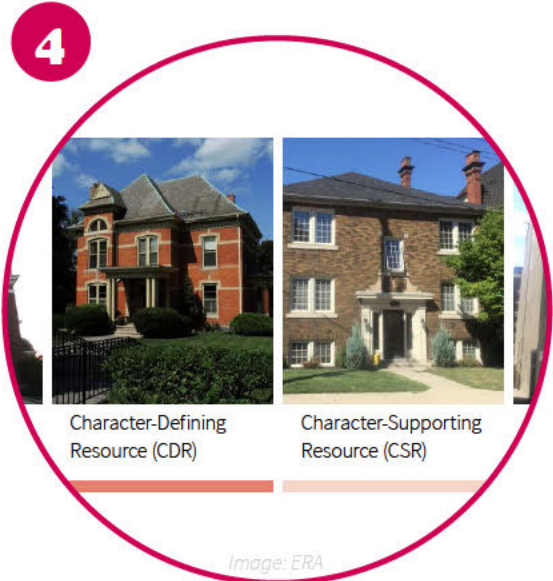 4
Character-Defining
Resource (CDR)
Character-Supporting
Resource (CSR)
Image: ERA